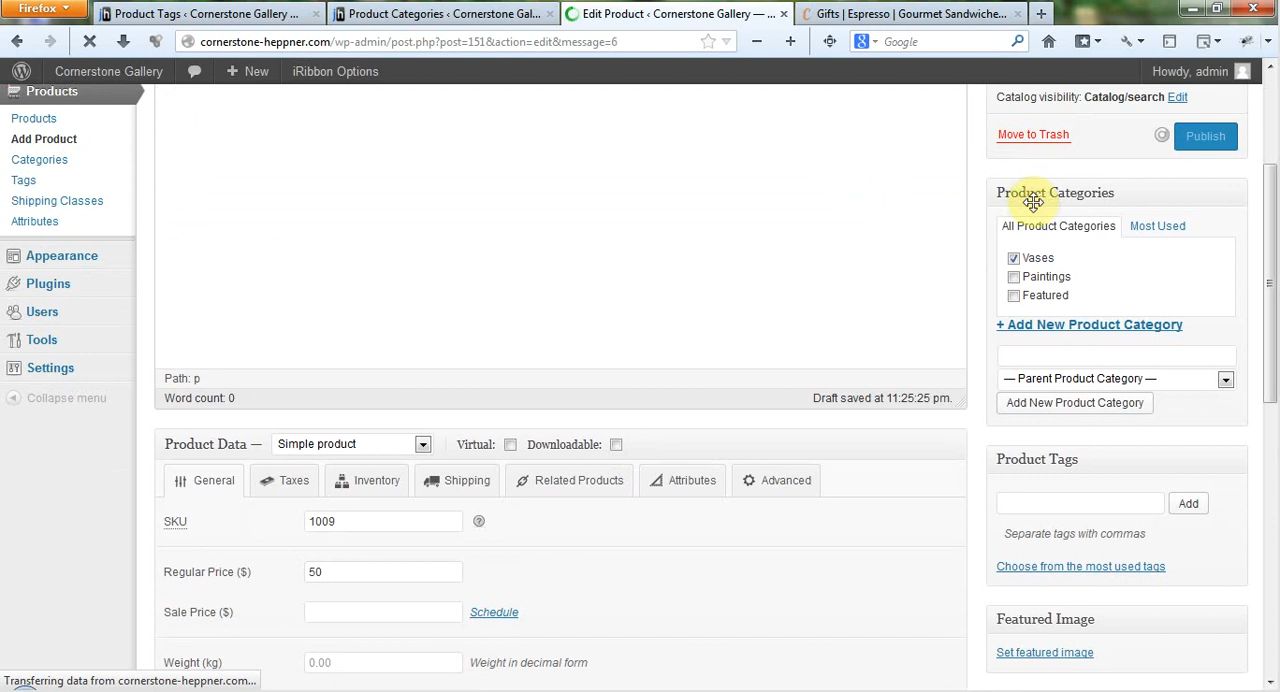 Firefox
Product Tags ‹ Cornerstone Gallery ...
Product Categories ‹ Cornerstone Gal...
Edit Product ‹ Cornerstone Gallery — ...
Gifts | Espresso | Gourmet Sandwiche...
cornerstone-heppner.com/wp-admin/post.php?post=151&action=edit&message=6
Google
Cornerstone Gallery
New
iRibbon Options
Howdy, admin
Products
Products
Add Product
Categories
Tags
Shipping Classes
Attributes
Appearance
Plugins
Users
Tools
Settings
Collapse menu
Path: p
Word count: 0
Draft saved at 11:25:25 pm.
Product Data —
Simple product
Virtual:
Downloadable:
General
Taxes
Inventory
Shipping
Related Products
Attributes
Advanced
SKU
1009
Regular Price ($)
50
Sale Price ($)
Schedule
Weight (kg)
0.00
Weight in decimal form
Catalog visibility: Catalog/search Edit
Move to Trash
Publish
Product Categories
All Product Categories
Most Used
Vases
Paintings
Featured
+ Add New Product Category
— Parent Product Category —
Add New Product Category
Product Tags
Add
Separate tags with commas
Choose from the most used tags
Featured Image
Set featured image
Transferring data from cornerstone-heppner.com...